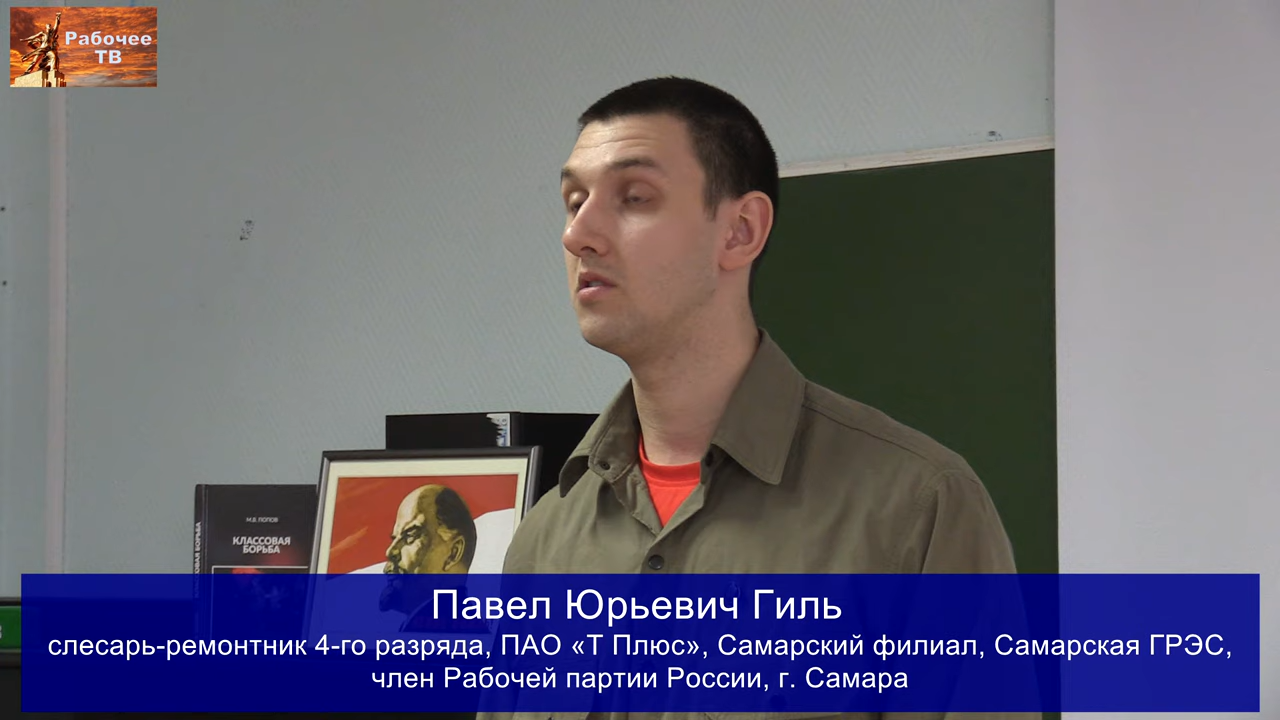 Рабочее
ТВ
М.В. ПОПОВ
КЛАССОВАЯ
БОРЬБА
Павел Юрьевич Гиль
слесарь-ремонтник 4-го разряда, ПАО «Т Плюс», Самарский филиал, Самарская ГРЭС,
член Рабочей партии России, г. Самара